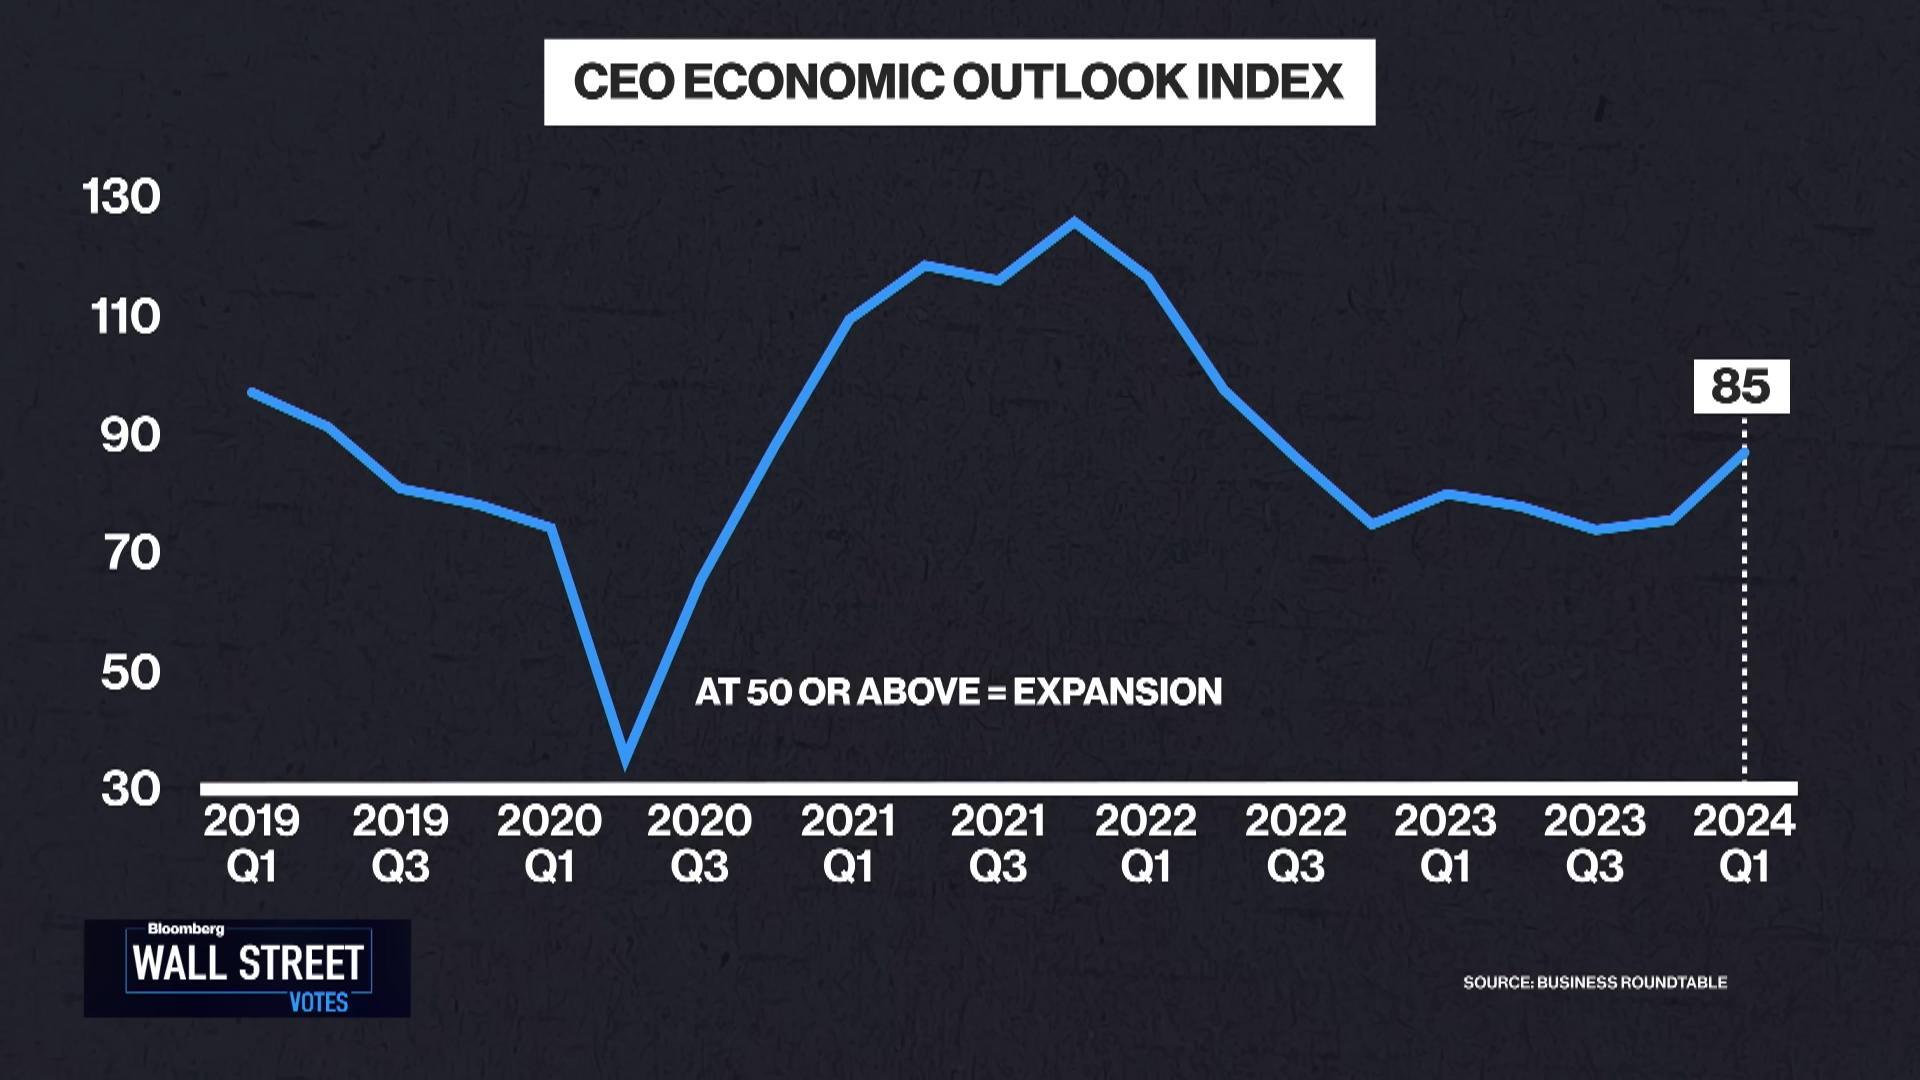 CEO ECONOMIC OUTLOOK INDEX
130
110
90
70
50
30
85
AT 50 OR ABOVE = EXPANSION
2019 2019 2020 2020 2021 2021 2022 2022 2023 2023 2024
Q1 Q3 Q1 Q3 Q1 Q3 Q1 Q3 Q1 Q3 Q1
Bloomberg
WALL STREET
VOTES
SOURCE: BUSINESS ROUNDTABLE